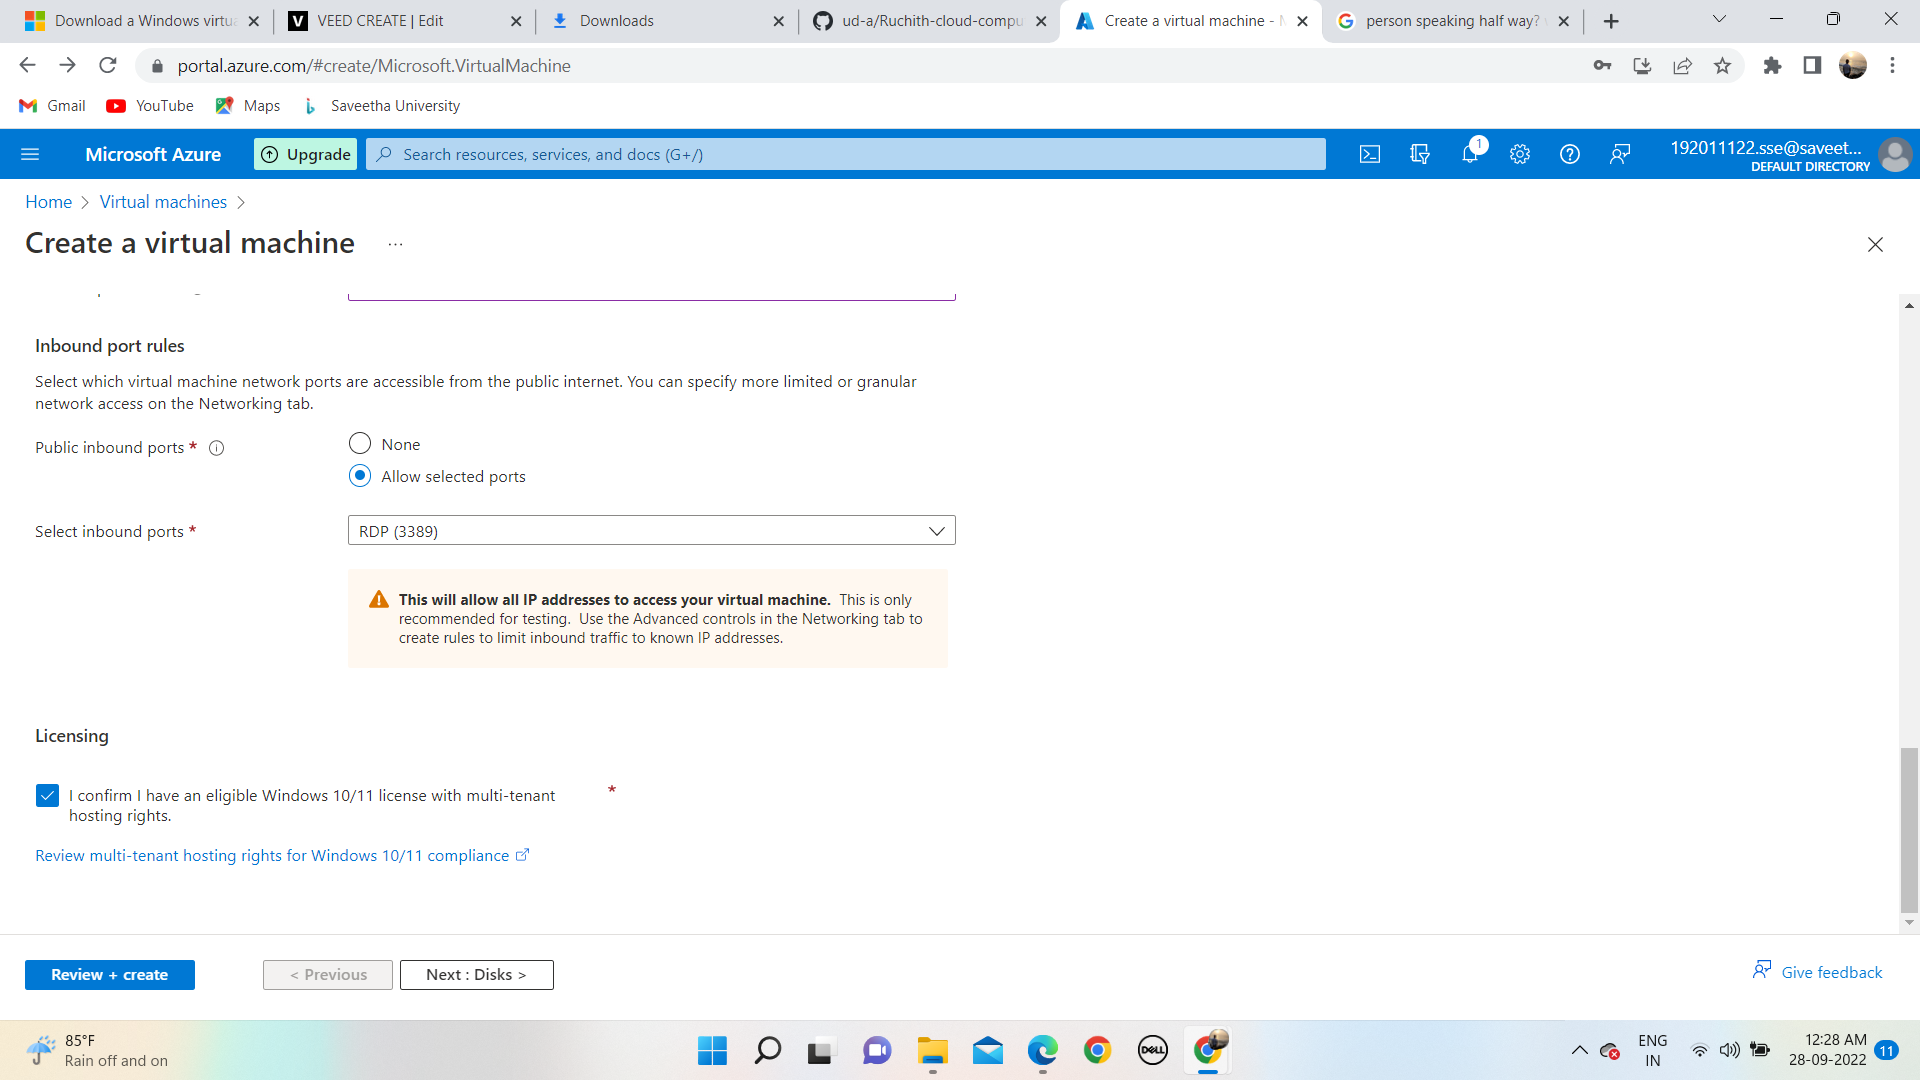 Download a Windows virtua
VEED CREATE | Edit
Downloads
ud-a/Ruchith-cloud-compu
Create a virtual machine - M
person speaking half way? v
portal.azure.com/#create/Microsoft.VirtualMachine
Gmail
YouTube
Maps
Saveetha University
Microsoft Azure
Upgrade
Search resources, services, and docs (G+/)
1
192011122.sse@saveet...
DEFAULT DIRECTORY
Home > Virtual machines >
Create a virtual machine ...
Inbound port rules
Select which virtual machine network ports are accessible from the public internet. You can specify more limited or granular
network access on the Networking tab.
Public inbound ports *
None
Allow selected ports
Select inbound ports *
RDP (3389)
This will allow all IP addresses to access your virtual machine. This is only
recommended for testing. Use the Advanced controls in the Networking tab to
create rules to limit inbound traffic to known IP addresses.
Licensing
I confirm I have an eligible Windows 10/11 license with multi-tenant *
hosting rights.
Review multi-tenant hosting rights for Windows 10/11 compliance
Review + create
< Previous
Next : Disks >
Give feedback
85°F
Rain off and on
DELL
ENG
IN
12:28 AM
28-09-2022
11